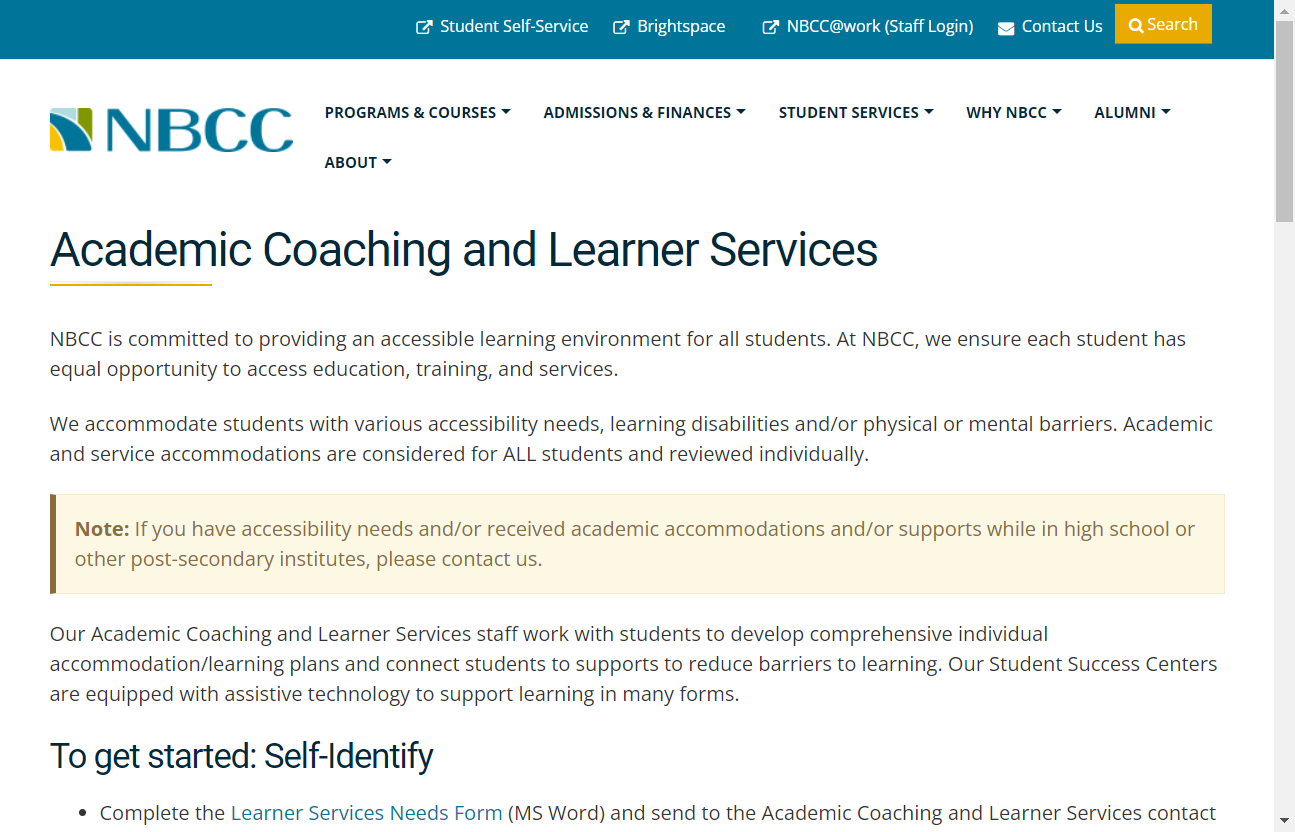 Student Self-Service Brightspace NBCC@work (Staff Login) Contact Us Search
NBCC
PROGRAMS & COURSES ADMISSIONS & FINANCES STUDENT SERVICES WHY NBCC ALUMNI
ABOUT
Academic Coaching and Learner Services
NBCC is committed to providing an accessible learning environment for all students. At NBCC, we ensure each student has
equal opportunity to access education, training, and services.
We accommodate students with various accessibility needs, learning disabilities and/or physical or mental barriers. Academic
and service accommodations are considered for ALL students and reviewed individually.
Note: If you have accessibility needs and/or received academic accommodations and/or supports while in high school or
other post-secondary institutes, please contact us.
Our Academic Coaching and Learner Services staff work with students to develop comprehensive individual
accommodation/learning plans and connect students to supports to reduce barriers to learning. Our Student Success Centers
are equipped with assistive technology to support learning in many forms.
To get started: Self-Identify
• Complete the Learner Services Needs Form (MS Word) and send to the Academic Coaching and Learner Services contact